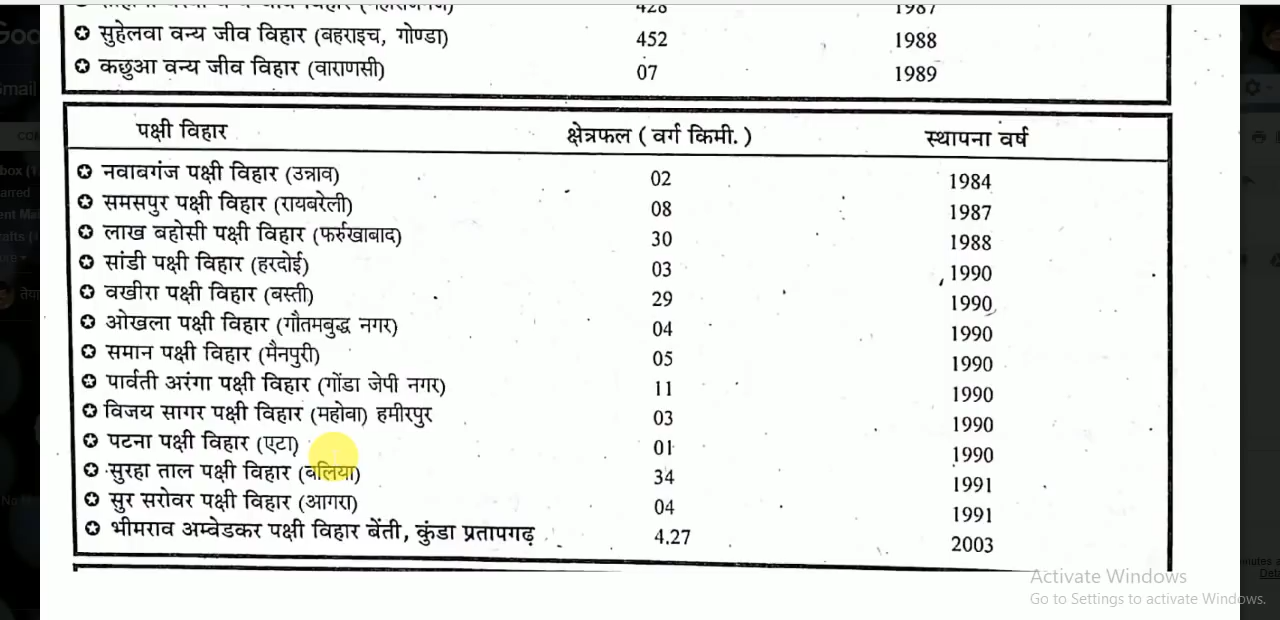 428 1987
✪ सुहेलवा वन्य जीव विहार (बहराइच, गोण्डा) 452 1988
✪ कछुआ वन्य जीव विहार (वाराणसी) 07 1989
पक्षी विहार क्षेत्रफल ( वर्ग किमी. ) स्थापना वर्ष
✪ नवावगंज पक्षी विहार (उन्नाव) 02 1984
✪ समसपुर पक्षी विहार (रायबरेली) 08 1987
✪ लाख बहोसी पक्षी विहार (फर्रुखाबाद) 30 1988
✪ सांडी पक्षी विहार (हरदोई) 03 1990
✪ वखीरा पक्षी विहार (बस्ती) 29 1990
✪ ओखला पक्षी विहार (गौतमबुद्ध नगर) 04 1990
✪ समान पक्षी विहार (मैनपुरी) 05 1990
✪ पार्वती अरंगा पक्षी विहार (गोंडा जेपी नगर) 11 1990
✪ विजय सागर पक्षी विहार (महोबा) हमीरपुर 03 1990
✪ पटना पक्षी विहार (एटा) 01 1990
✪ सुरहा ताल पक्षी विहार (बलिया) 34 1991
✪ सुर सरोवर पक्षी विहार (आगरा) 04 1991
✪ भीमराव अम्वेडकर पक्षी विहार बेंती, कुंडा प्रतापगढ़ 4.27 2003
Activate Windows
Go to Settings to activate Windows.